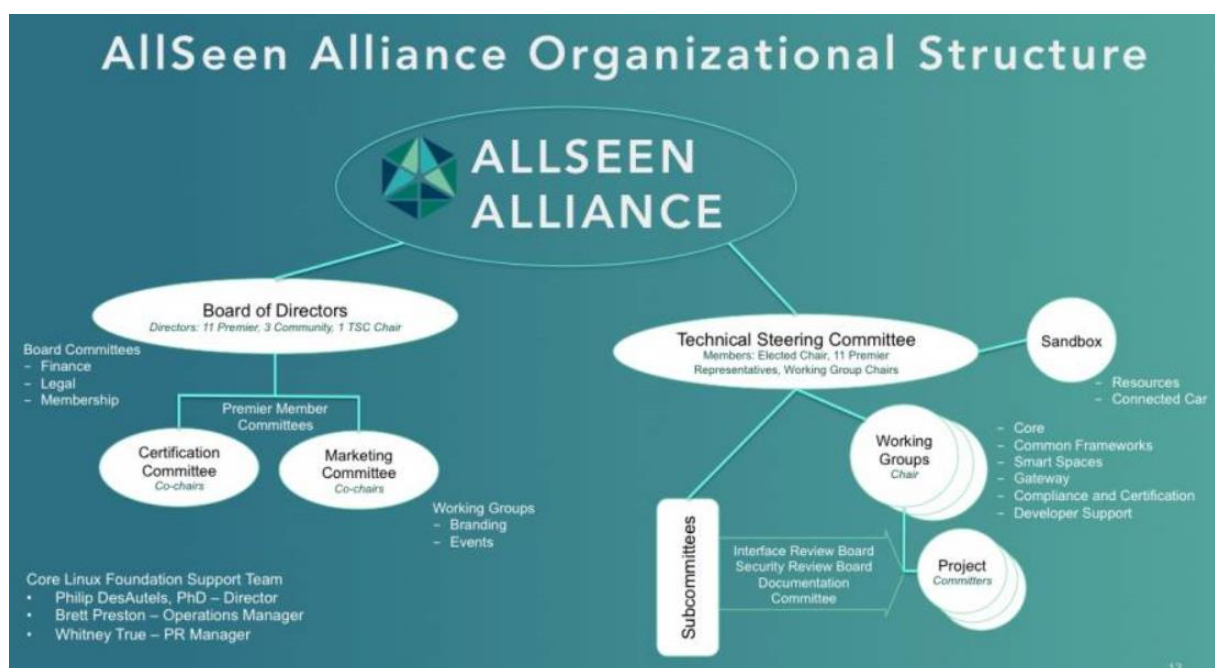 AllSeen Alliance Organizational Structure
ALLSEEN
ALLIANCE
Board of Directors
Directors: 11 Premier, 3 Community, 1 TSC Chair
Board Committees
– Finance
– Legal
– Membership
Premier Member
Committees
Certification
Committee
Co-chairs
Marketing
Committee
Co-chairs
Working Groups
– Branding
– Events
Core Linux Foundation Support Team
• Philip DesAutels, PhD – Director
• Brett Preston – Operations Manager
• Whitney True – PR Manager
Technical Steering Committee
Members: Elected Chair, 11 Premier
Representatives, Working Group Chairs
Sandbox
– Resources
– Connected Car
Working
Groups
Chair
– Core
– Common Frameworks
– Smart Spaces
– Gateway
– Compliance and Certification
– Developer Support
Subcommittees
Interface Review Board
Security Review Board
Documentation
Committee
Project
Committers